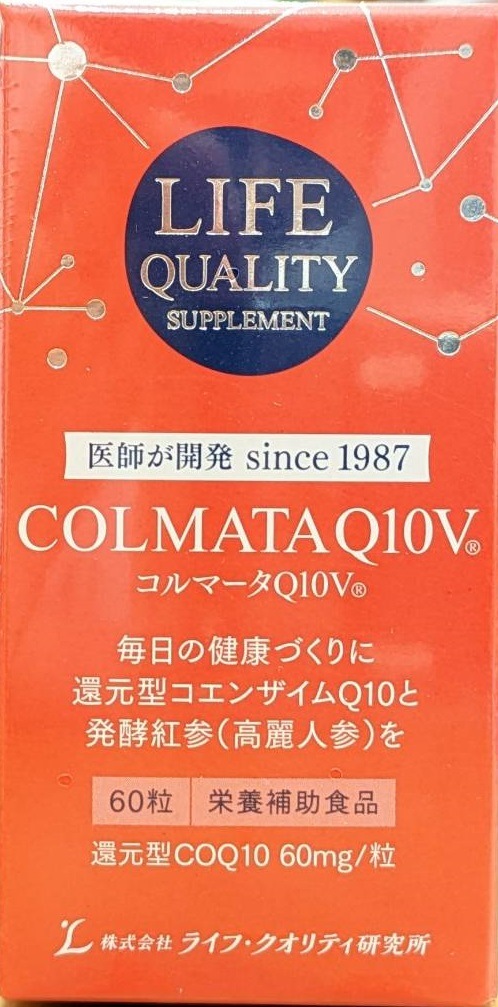 LIFE
QUALITY
SUPPLEMENT
医師が開発 since 1987
COLMATA Q10V®
コルマータQ10V®
毎日の健康づくりに
還元型コエンザイムQ10と
発酵紅参(高麗人参)を
60粒 栄養補助食品
還元型COQ10 60mg/粒
株式会社 ライフ・クオリティ研究所